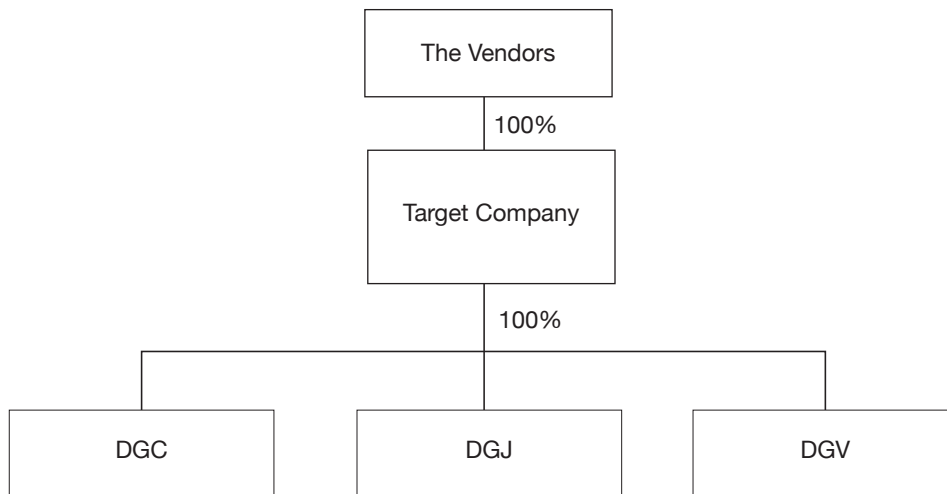 The Vendors
100%
Target Company
100%
DGC
DGJ
DGV